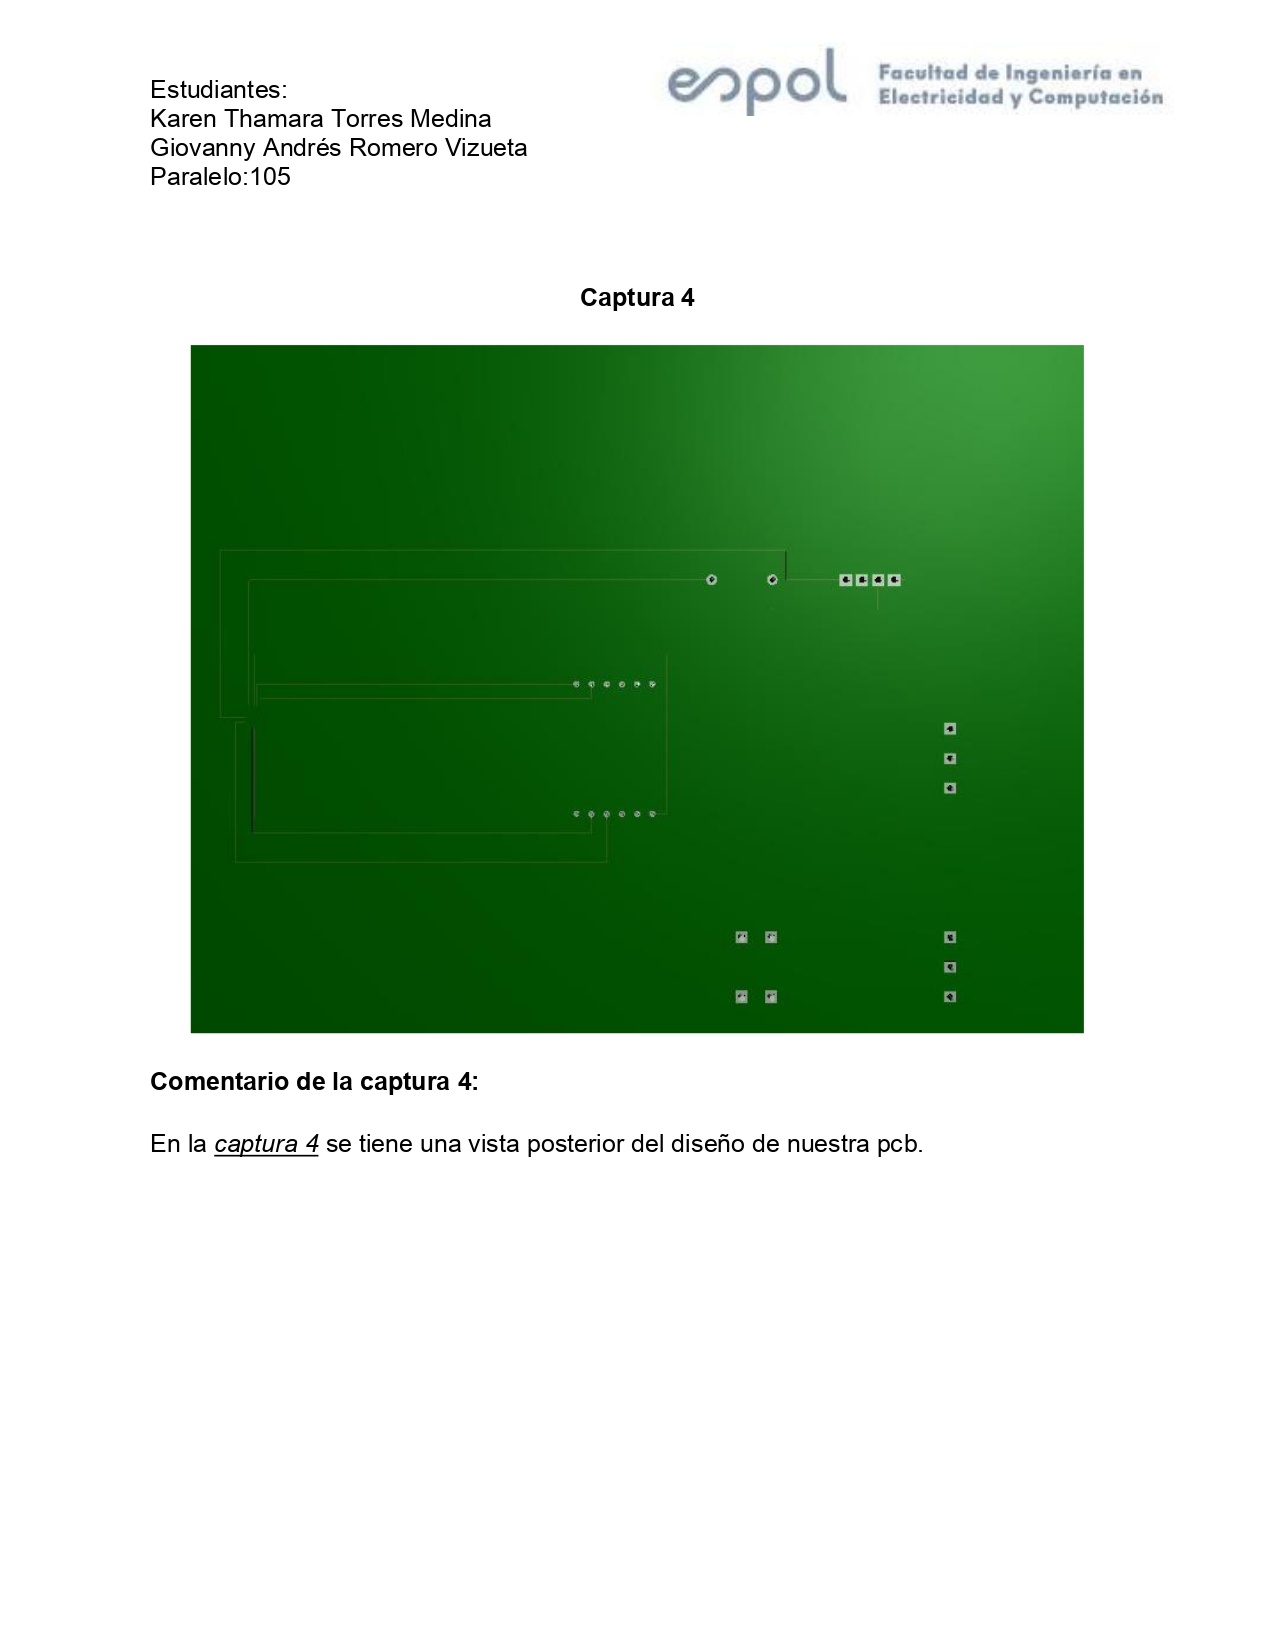 Estudiantes:
Karen Thamara Torres Medina
Giovanny Andrés Romero Vizueta
Paralelo:105
espol
Facultad de Ingeniería en
Electricidad y Computación
Captura 4
Comentario de la captura 4:
En la captura 4 se tiene una vista posterior del diseño de nuestra pcb.